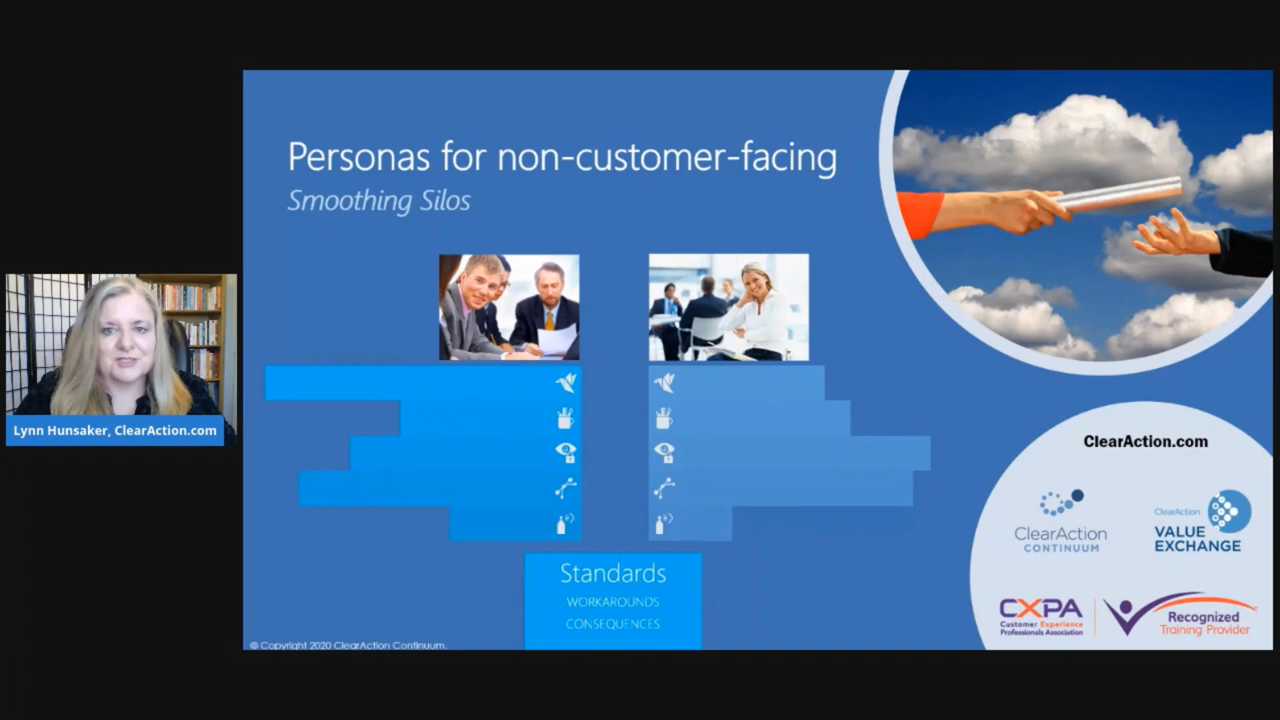 Personas for non-customer-facing
Smoothing Silos
Lynn Hunsaker, ClearAction.com
Standards
WORKAROUNDS
CONSEQUENCES
© Copyright 2020 ClearAction Continuum.
ClearAction.com
ClearAction
CONTINUUM
ClearAction
VALUE
EXCHANGE
CXPA
Customer Experience
Professionals Association
Recognized
Training Provider